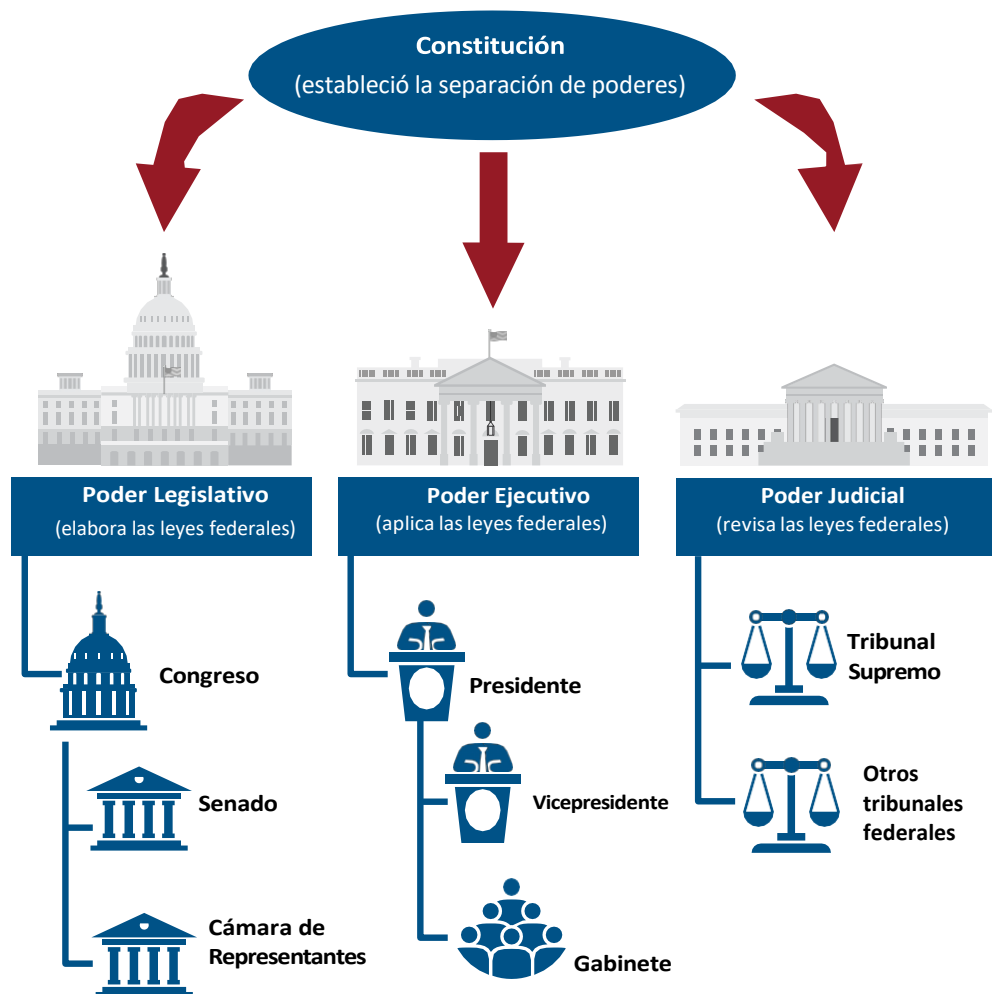 Constitución
(estableció la separación de poderes)
Poder Legislativo
(elabora las leyes federales)
Poder Ejecutivo
(aplica las leyes federales)
Poder Judicial
(revisa las leyes federales)
Congreso
Senado
Cámara de
Representantes
Presidente
Vicepresidente
Gabinete
Tribunal
Supremo
Otros
tribunales
federales